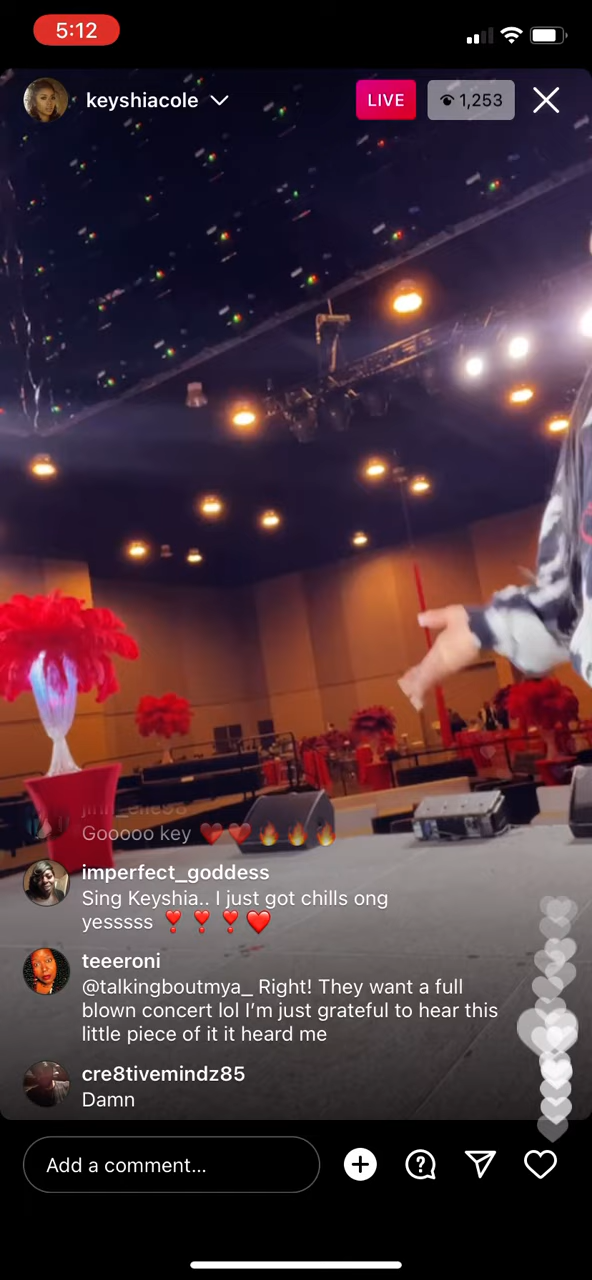 5:12
keyshiacole
LIVE
1,253
Gooooo key ❤️❤️🔥🔥🔥
imperfect_goddess
Sing Keyshia.. I just got chills ong
yesssss ❣️❣️❣️❤️
teeeroni
@talkingboutmya_ Right! They want a full
blown concert lol I’m just grateful to hear this
little piece of it it heard me
cre8tivemindz85
Damn
Add a comment...